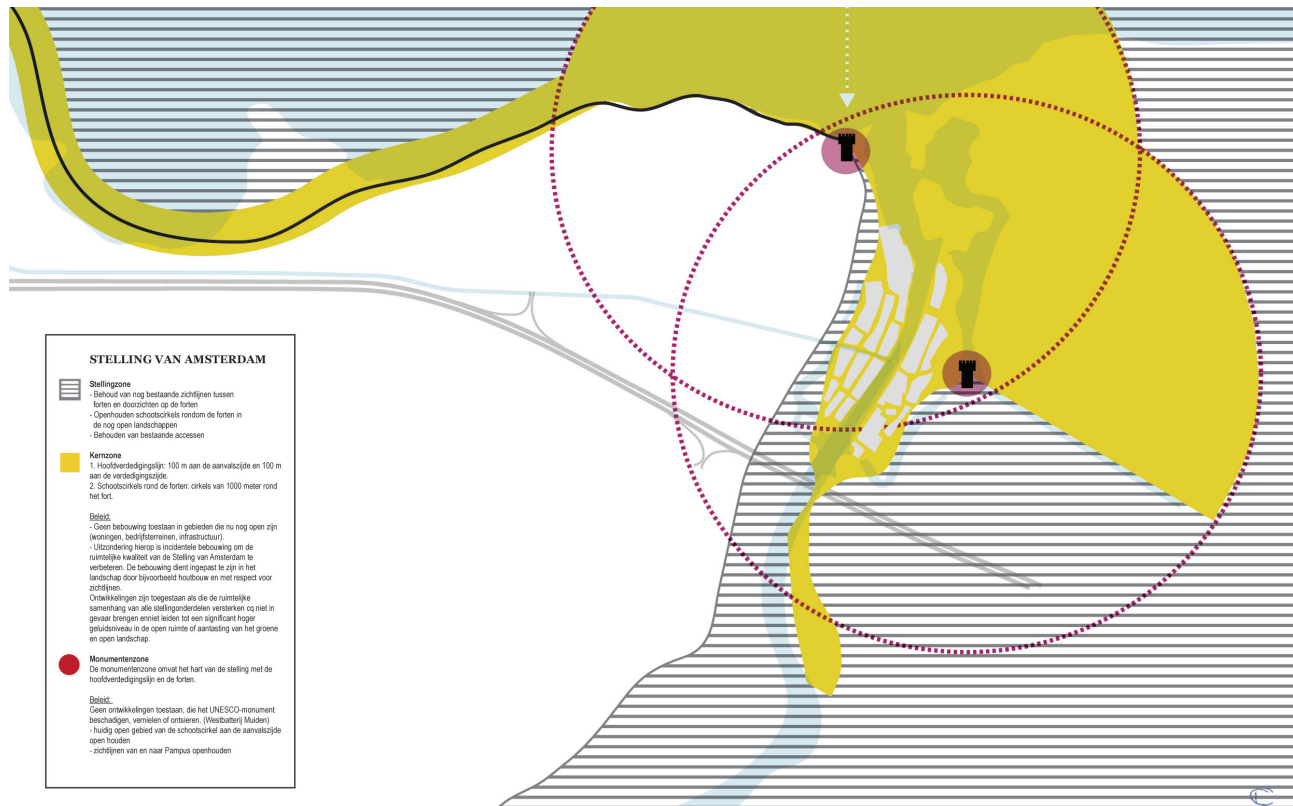 STELLING VAN AMSTERDAM
Stellingzone
- Behoud van nog bestaande zichtlijnen tussen
forten en doorzichten op de forten
- Openhouden schootscirkels rondom de forten in
de nog open landschappen
- Behouden van bestaande accessen
Kernzone
1. Hoofdverdedigingslijn: 100 m aan de aanvalszijde en 100 m
aan de verdedigingszijde.
2. Schootscirkels rond de forten: cirkels van 1000 meter rond
het fort.
Beleid:
- Geen bebouwing toestaan in gebieden die nu nog open zijn
(woningen, bedrijfsterreinen, infrastructuur).
- Uitzondering hierop is incidentele bebouwing om de
ruimtelijke kwaliteit van de Stelling van Amsterdam te
verbeteren. De bebouwing dient ingepast te zijn in het
landschap door bijvoorbeeld houtbouw en met respect voor
zichtlijnen.
Ontwikkelingen zijn toegestaan als die de ruimtelijke
samenhang van alle stellingonderdelen versterken cq niet in
gevaar brengen enniet leiden tot een significant hoger
geluidsniveau in de open ruimte of aantasting van het groene
en open landschap.
Monumentenzone
De monumentenzone omvat het hart van de stelling met de
hoofdverdedigingslijn en de forten.
Beleid:
Geen ontwikkelingen toestaan, die het UNESCO-monument
beschadigen, vernielen of ontsieren. (Westbatterij Muiden)
- huidig open gebied van de schootscirkel aan de aanvalszijde
open houden
- zichtlijnen van en naar Pampus openhouden